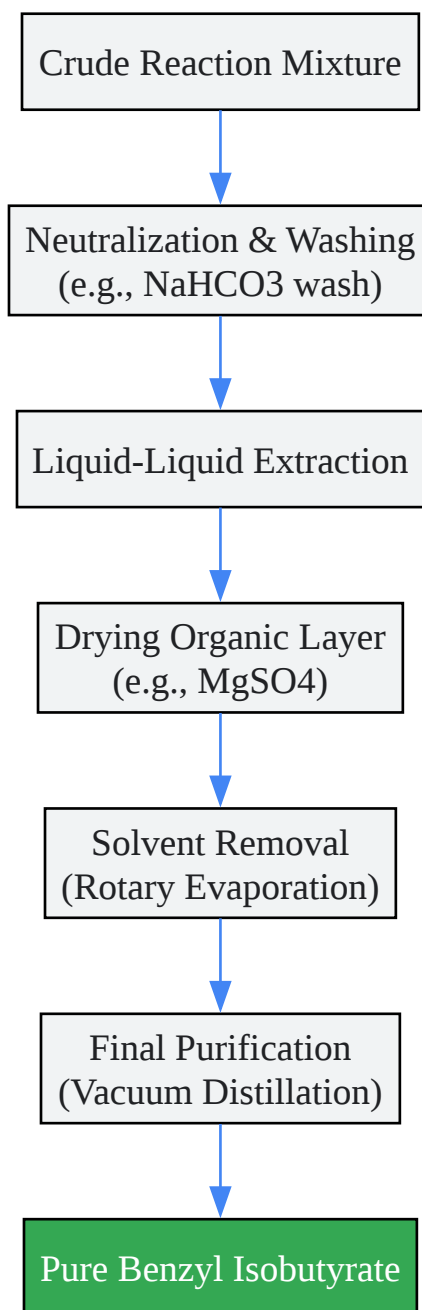 Crude Reaction Mixture
Neutralization & Washing
(e.g., NaHCO3 wash)
Liquid-Liquid Extraction
Drying Organic Layer
(e.g., MgSO4)
Solvent Removal
(Rotary Evaporation)
Final Purification
(Vacuum Distillation)
Pure Benzyl Isobutyrate